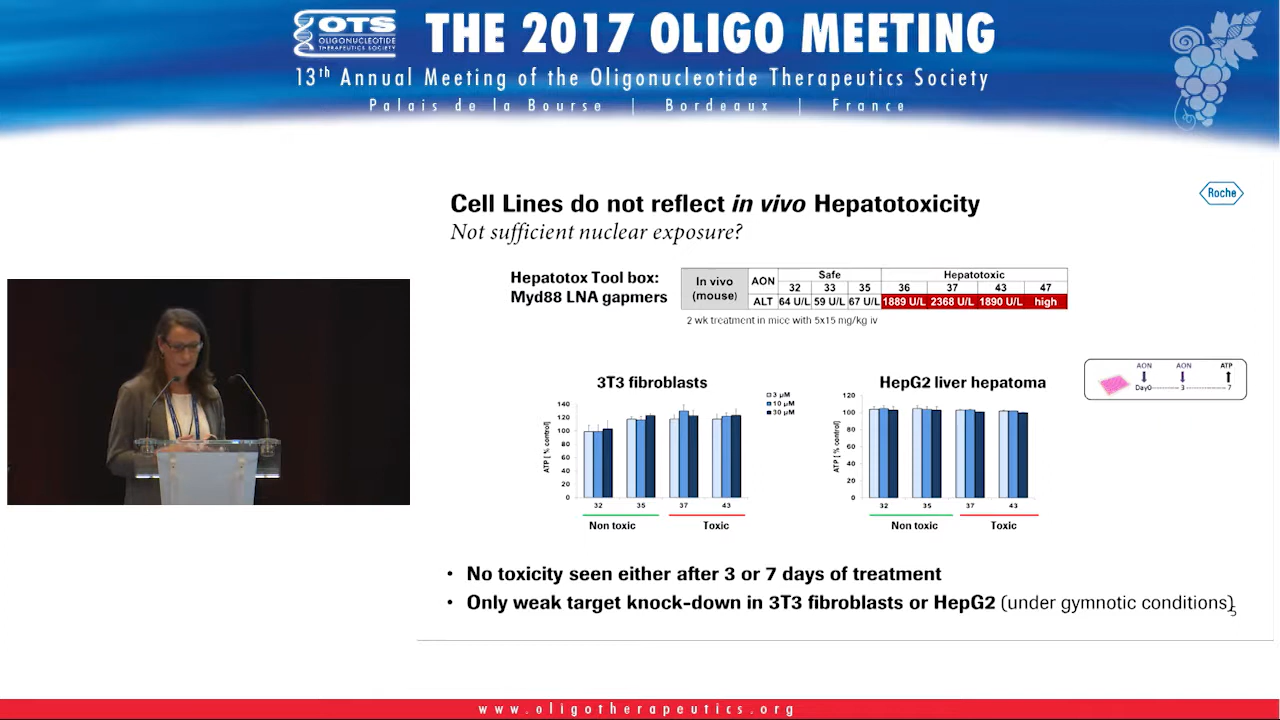 OTS
OLIGONUCLEOTIDE
THERAPEUTICS SOCIETY
THE 2017 OLIGO MEETING
13th Annual Meeting of the Oligonucleotide Therapeutics Society
Palais de la Bourse | Bordeaux | France
Roche
Cell Lines do not reflect in vivo Hepatotoxicity
Not sufficient nuclear exposure?
Hepatotox Tool box:
Myd88 LNA gapmers
In vivo
(mouse)
AON Safe Hepatotoxic
32 33 35 36 37 43 47
ALT 64 U/L 59 U/L 67 U/L 1889 U/L 2368 U/L 1890 U/L high
2 wk treatment in mice with 5x15 mg/kg iv
AON AON ATP
Day0 3 7
3T3 fibroblasts
3 µM
10 µM
30 µM
ATP [ % control]
140
120
100
80
60
40
20
0
32 35 37 43
Non toxic Toxic
HepG2 liver hepatoma
ATP [ % control]
120
100
80
60
40
20
0
32 35 37 43
Non toxic Toxic
• No toxicity seen either after 3 or 7 days of treatment
• Only weak target knock-down in 3T3 fibroblasts or HepG2 (under gymnotic conditions)
5
www.oligotherapeutics.org